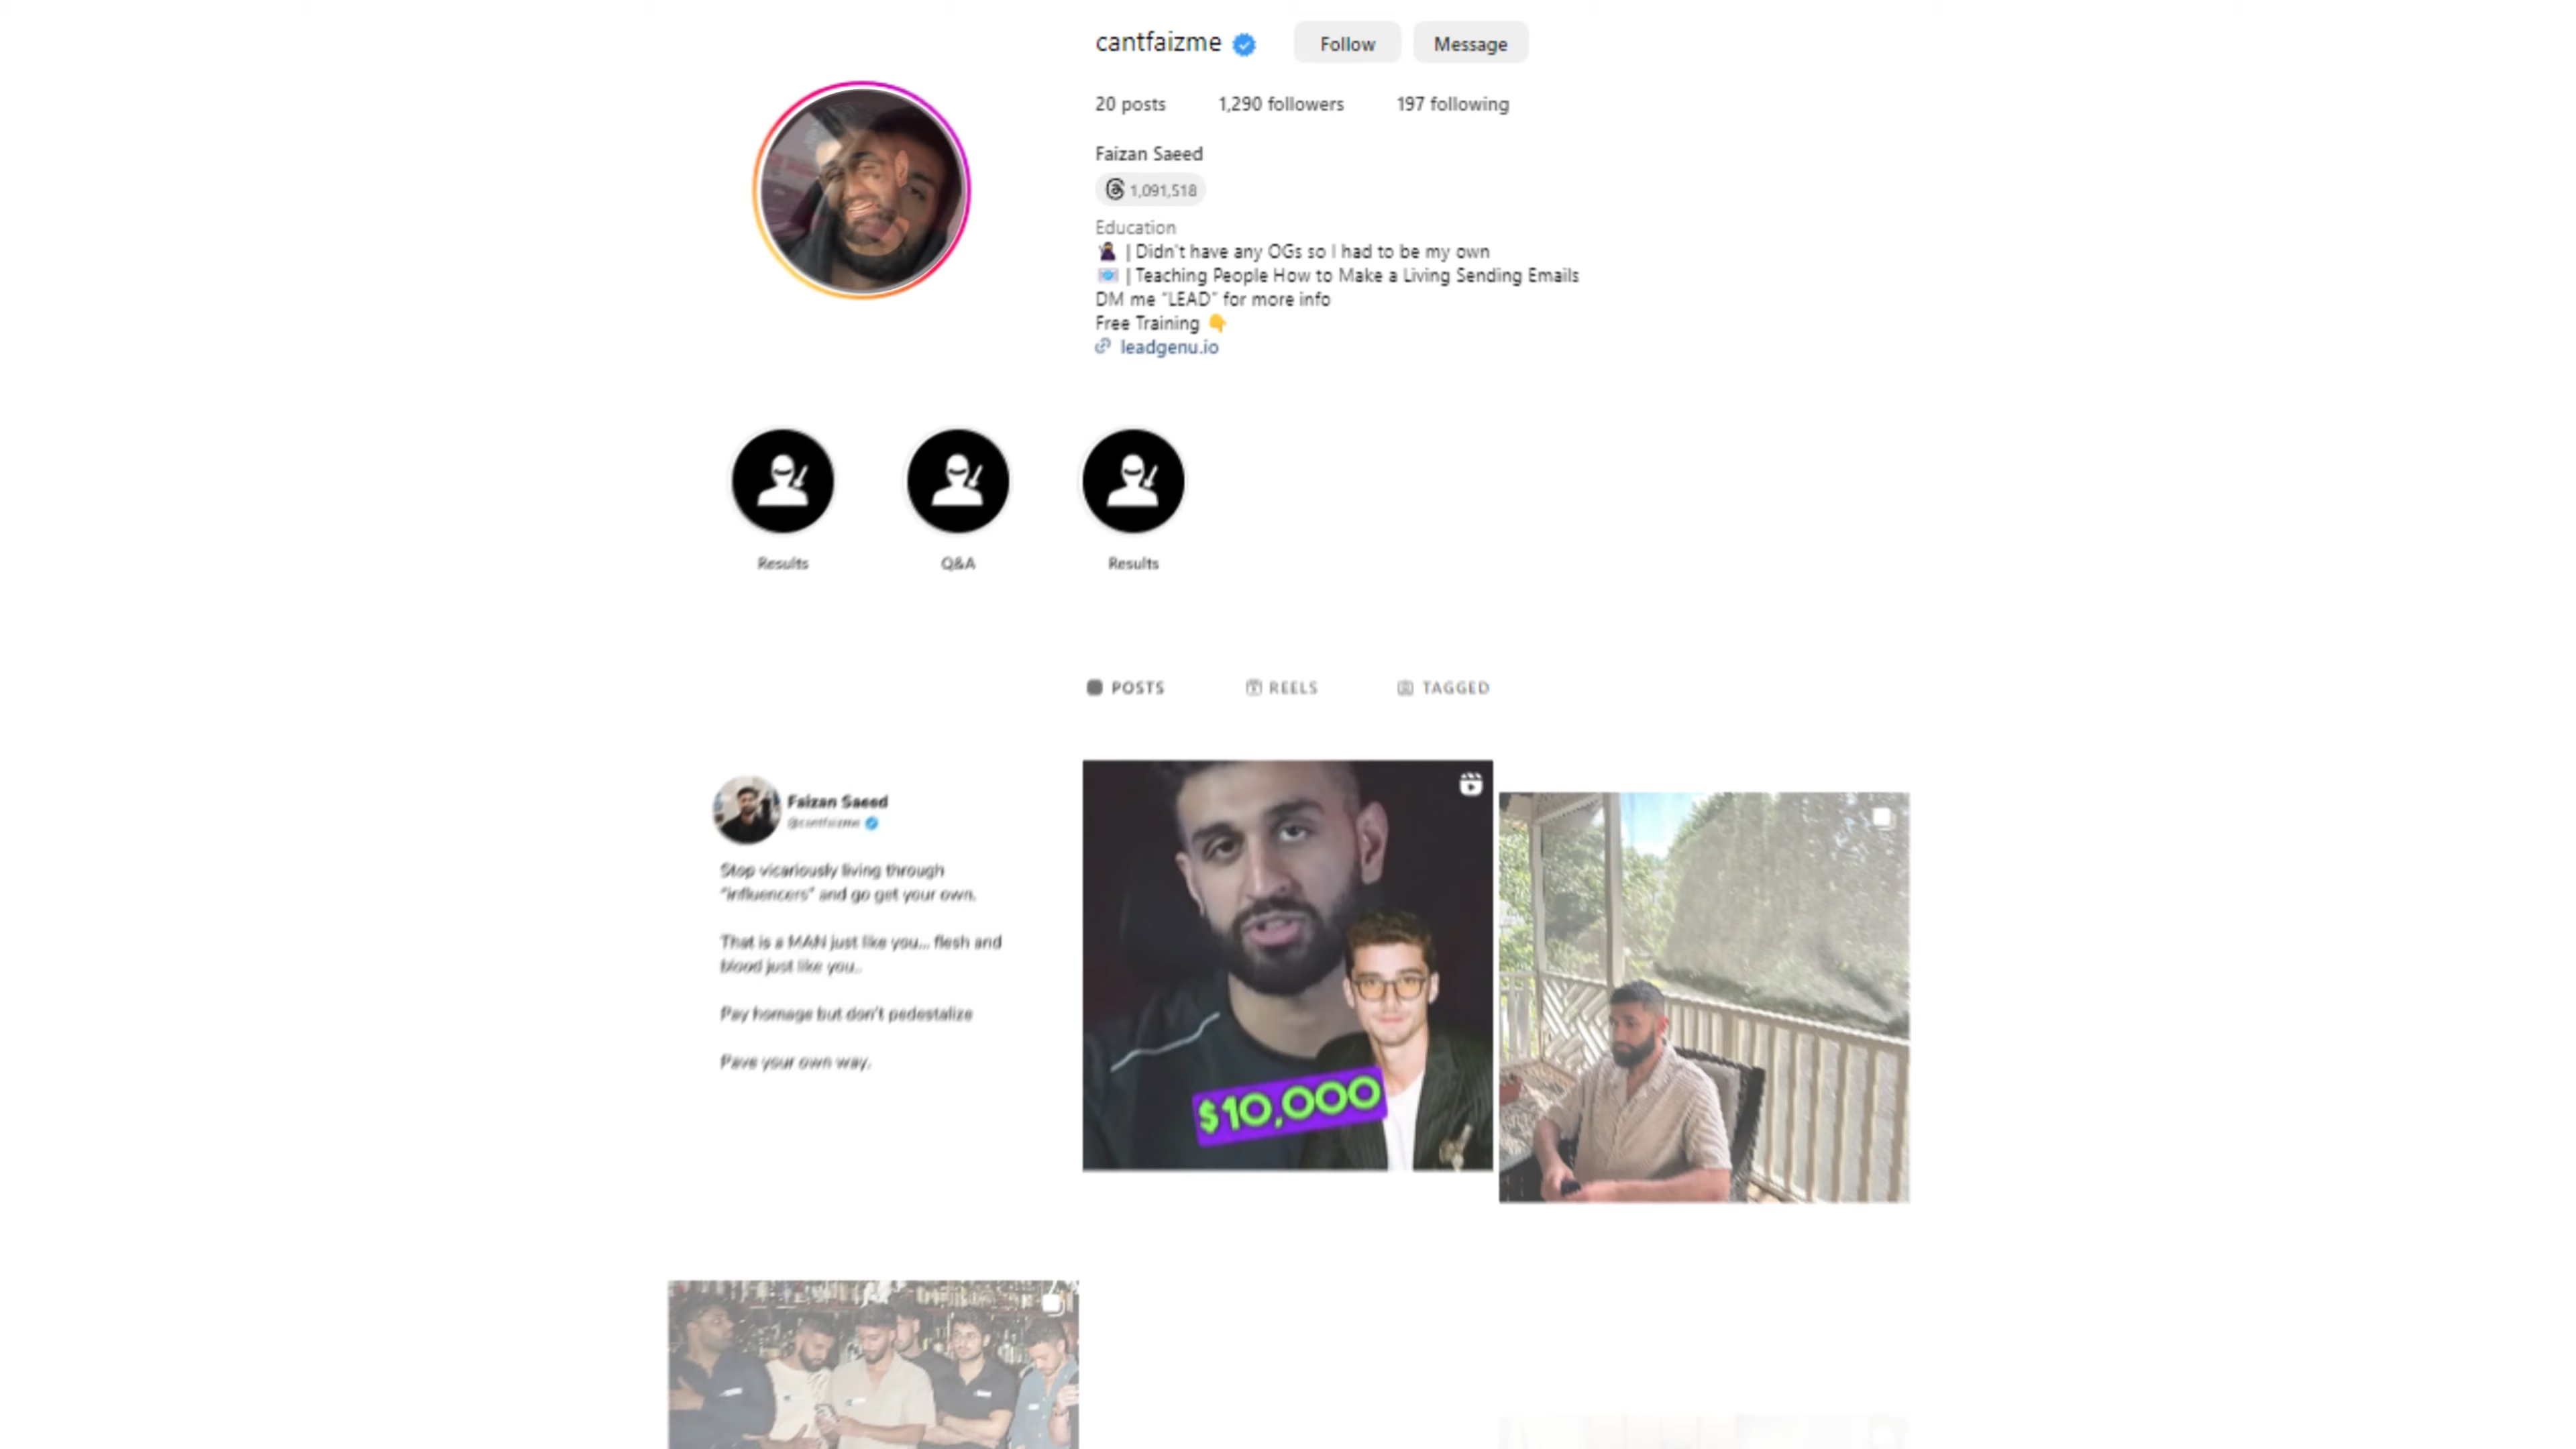 cantfaizme
Follow
Message
20 posts
1,290 followers
197 following
Faizan Saeed
1,091,518
Education
| Didn't have any OGs so I had to be my own
| Teaching People How to Make a Living Sending Emails
DM me "LEAD" for more info
Free Training
leadgenu.io
Results
Q&A
Results
POSTS
REELS
TAGGED
Faizan Saeed
@cantfaizme
Stop vicariously living through
"influencers" and go get your own.
That is a MAN just like you... flesh and
blood just like you..
Pay homage but don't pedestalize
Pave your own way.
$10,000